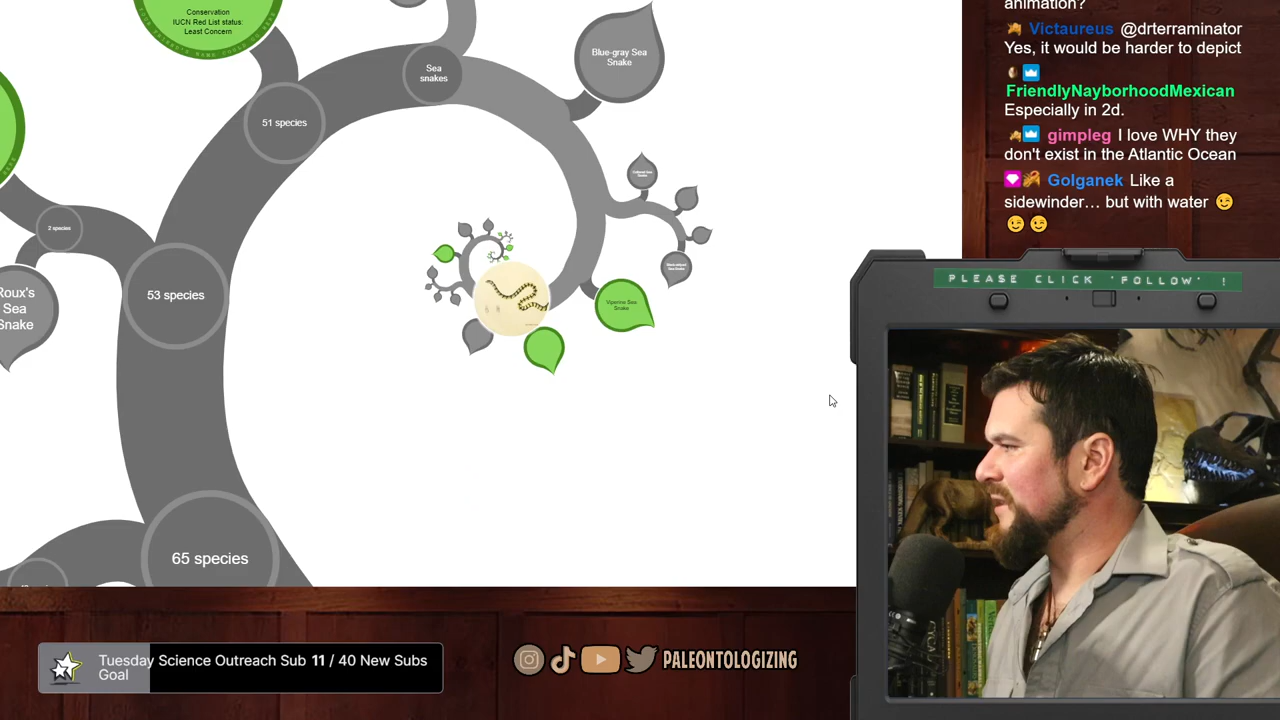 Conservation
IUCN Red List status:
Least Concern
Sea
snakes
Blue-gray Sea
Snake
51 species
2 species
53 species
Roux's
Sea
Snake
Viperine Sea
Snake
65 species
animation?
Victaureus @drterraminator
Yes, it would be harder to depict
FriendlyNayborhoodMexican
Especially in 2d.
gimpleg I love WHY they
don't exist in the Atlantic Ocean
Golganek Like a
sidewinder… but with water 😉
😉 😉
PLEASE CLICK 'FOLLOW' !
Tuesday Science Outreach Sub 11 / 40 New Subs
Goal
PALEONTOLOGIZING